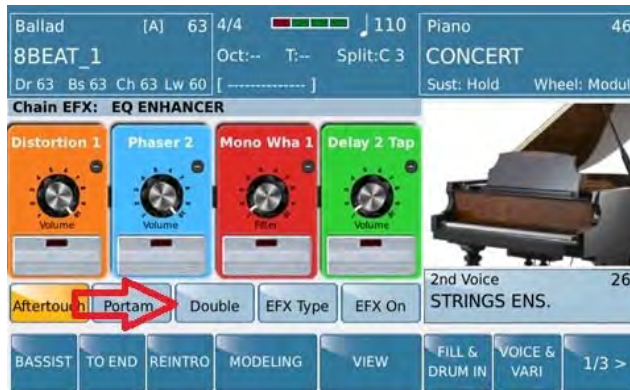 Ballad [A] 63
8BEAT_1
Dr 63 Bs 63 Ch 63 Lw 60
4/4 ♩110
Oct:-- T:-- Split:C 3
[ -------------- ]
Piano 46
CONCERT
Sust: Hold Wheel: Modul
Chain EFX: EQ ENHANCER
Distortion 1 Phaser 2 Mono Wha 1 Delay 2 Tap
Volume Volume Filter Volume
Aftertouch Portam Double EFX Type EFX On
2nd Voice 26
STRINGS ENS.
BASSIST TO END REINTRO MODELING VIEW
FILL & DRUM IN
VOICE & VARI
1/3 >